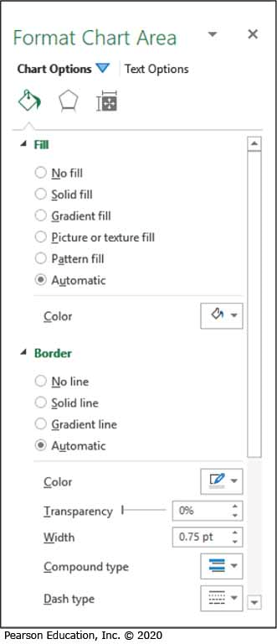 Format Chart Area
Chart Options Text Options
Fill
No fill
Solid fill
Gradient fill
Picture or texture fill
Pattern fill
Automatic
Color
Border
No line
Solid line
Gradient line
Automatic
Color
Transparency 0%
Width 0.75 pt
Compound type
Dash type
Pearson Education, Inc. © 2020